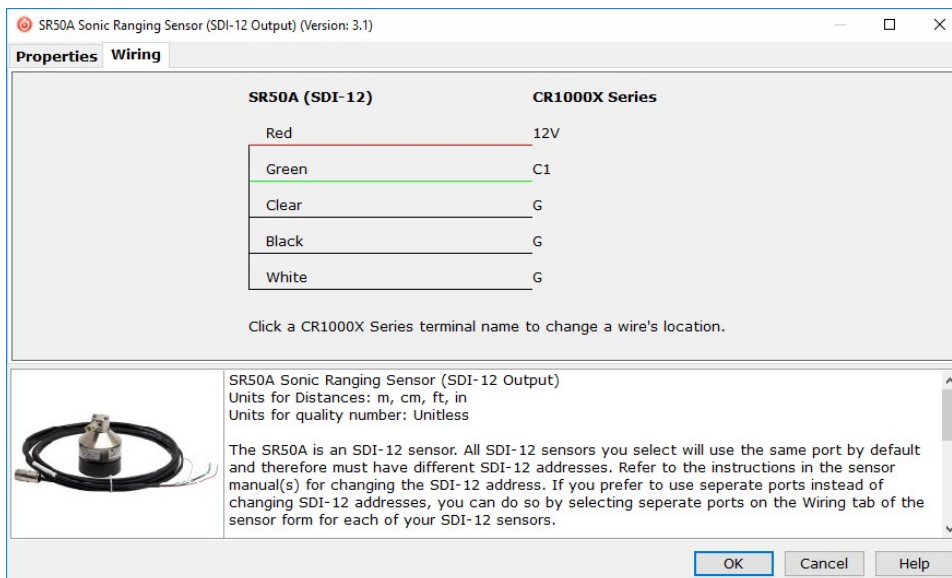 SR50A Sonic Ranging Sensor (SDI-12 Output) (Version: 3.1)
Properties Wiring
SR50A (SDI-12) CR1000X Series
Red 12V
Green C1
Clear G
Black G
White G
Click a CR1000X Series terminal name to change a wire's location.
SR50A Sonic Ranging Sensor (SDI-12 Output)
Units for Distances: m, cm, ft, in
Units for quality number: Unitless
The SR50A is an SDI-12 sensor. All SDI-12 sensors you select will use the same port by default
and therefore must have different SDI-12 addresses. Refer to the instructions in the sensor
manual(s) for changing the SDI-12 address. If you prefer to use seperate ports instead of
changing SDI-12 addresses, you can do so by selecting seperate ports on the Wiring tab of the
sensor form for each of your SDI-12 sensors.
OK Cancel Help